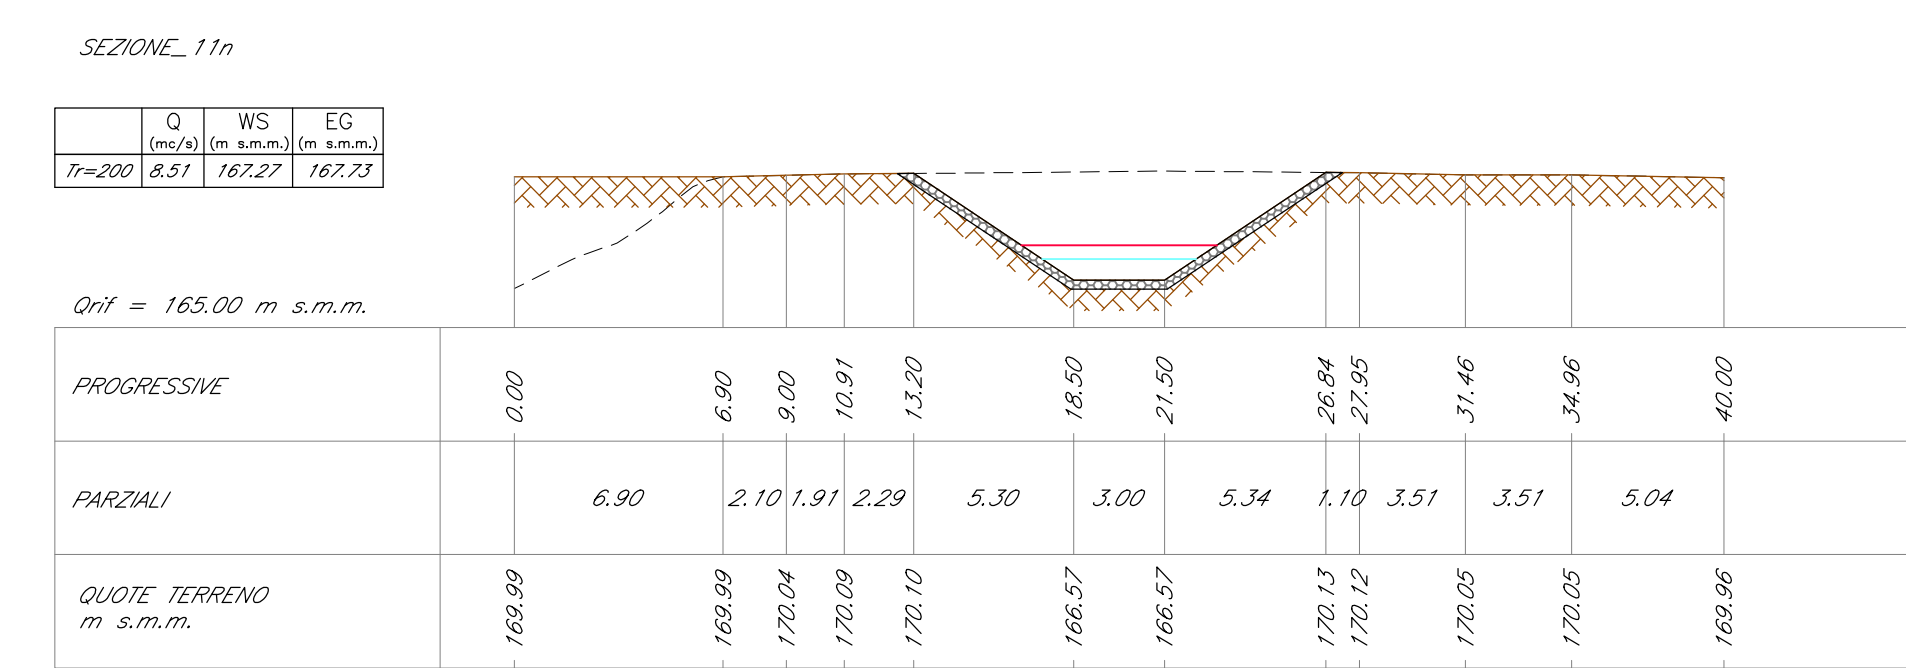 SEZIONE_11n
Q WS EG
(mc/s) (m s.m.m.) (m s.m.m.)
Tr=200 8.51 167.27 167.73
Qrif = 165.00 m s.m.m.
PROGRESSIVE 0.00 6.90 9.00 10.91 13.20 18.50 21.50 26.84 27.95 31.46 34.96 40.00
PARZIALI 6.90 2.10 1.91 2.29 5.30 3.00 5.34 1.10 3.51 3.51 5.04
QUOTE TERRENO
m s.m.m.
169.99 169.99 170.04 170.09 170.10 166.57 166.57 170.13 170.12 170.05 170.05 169.96